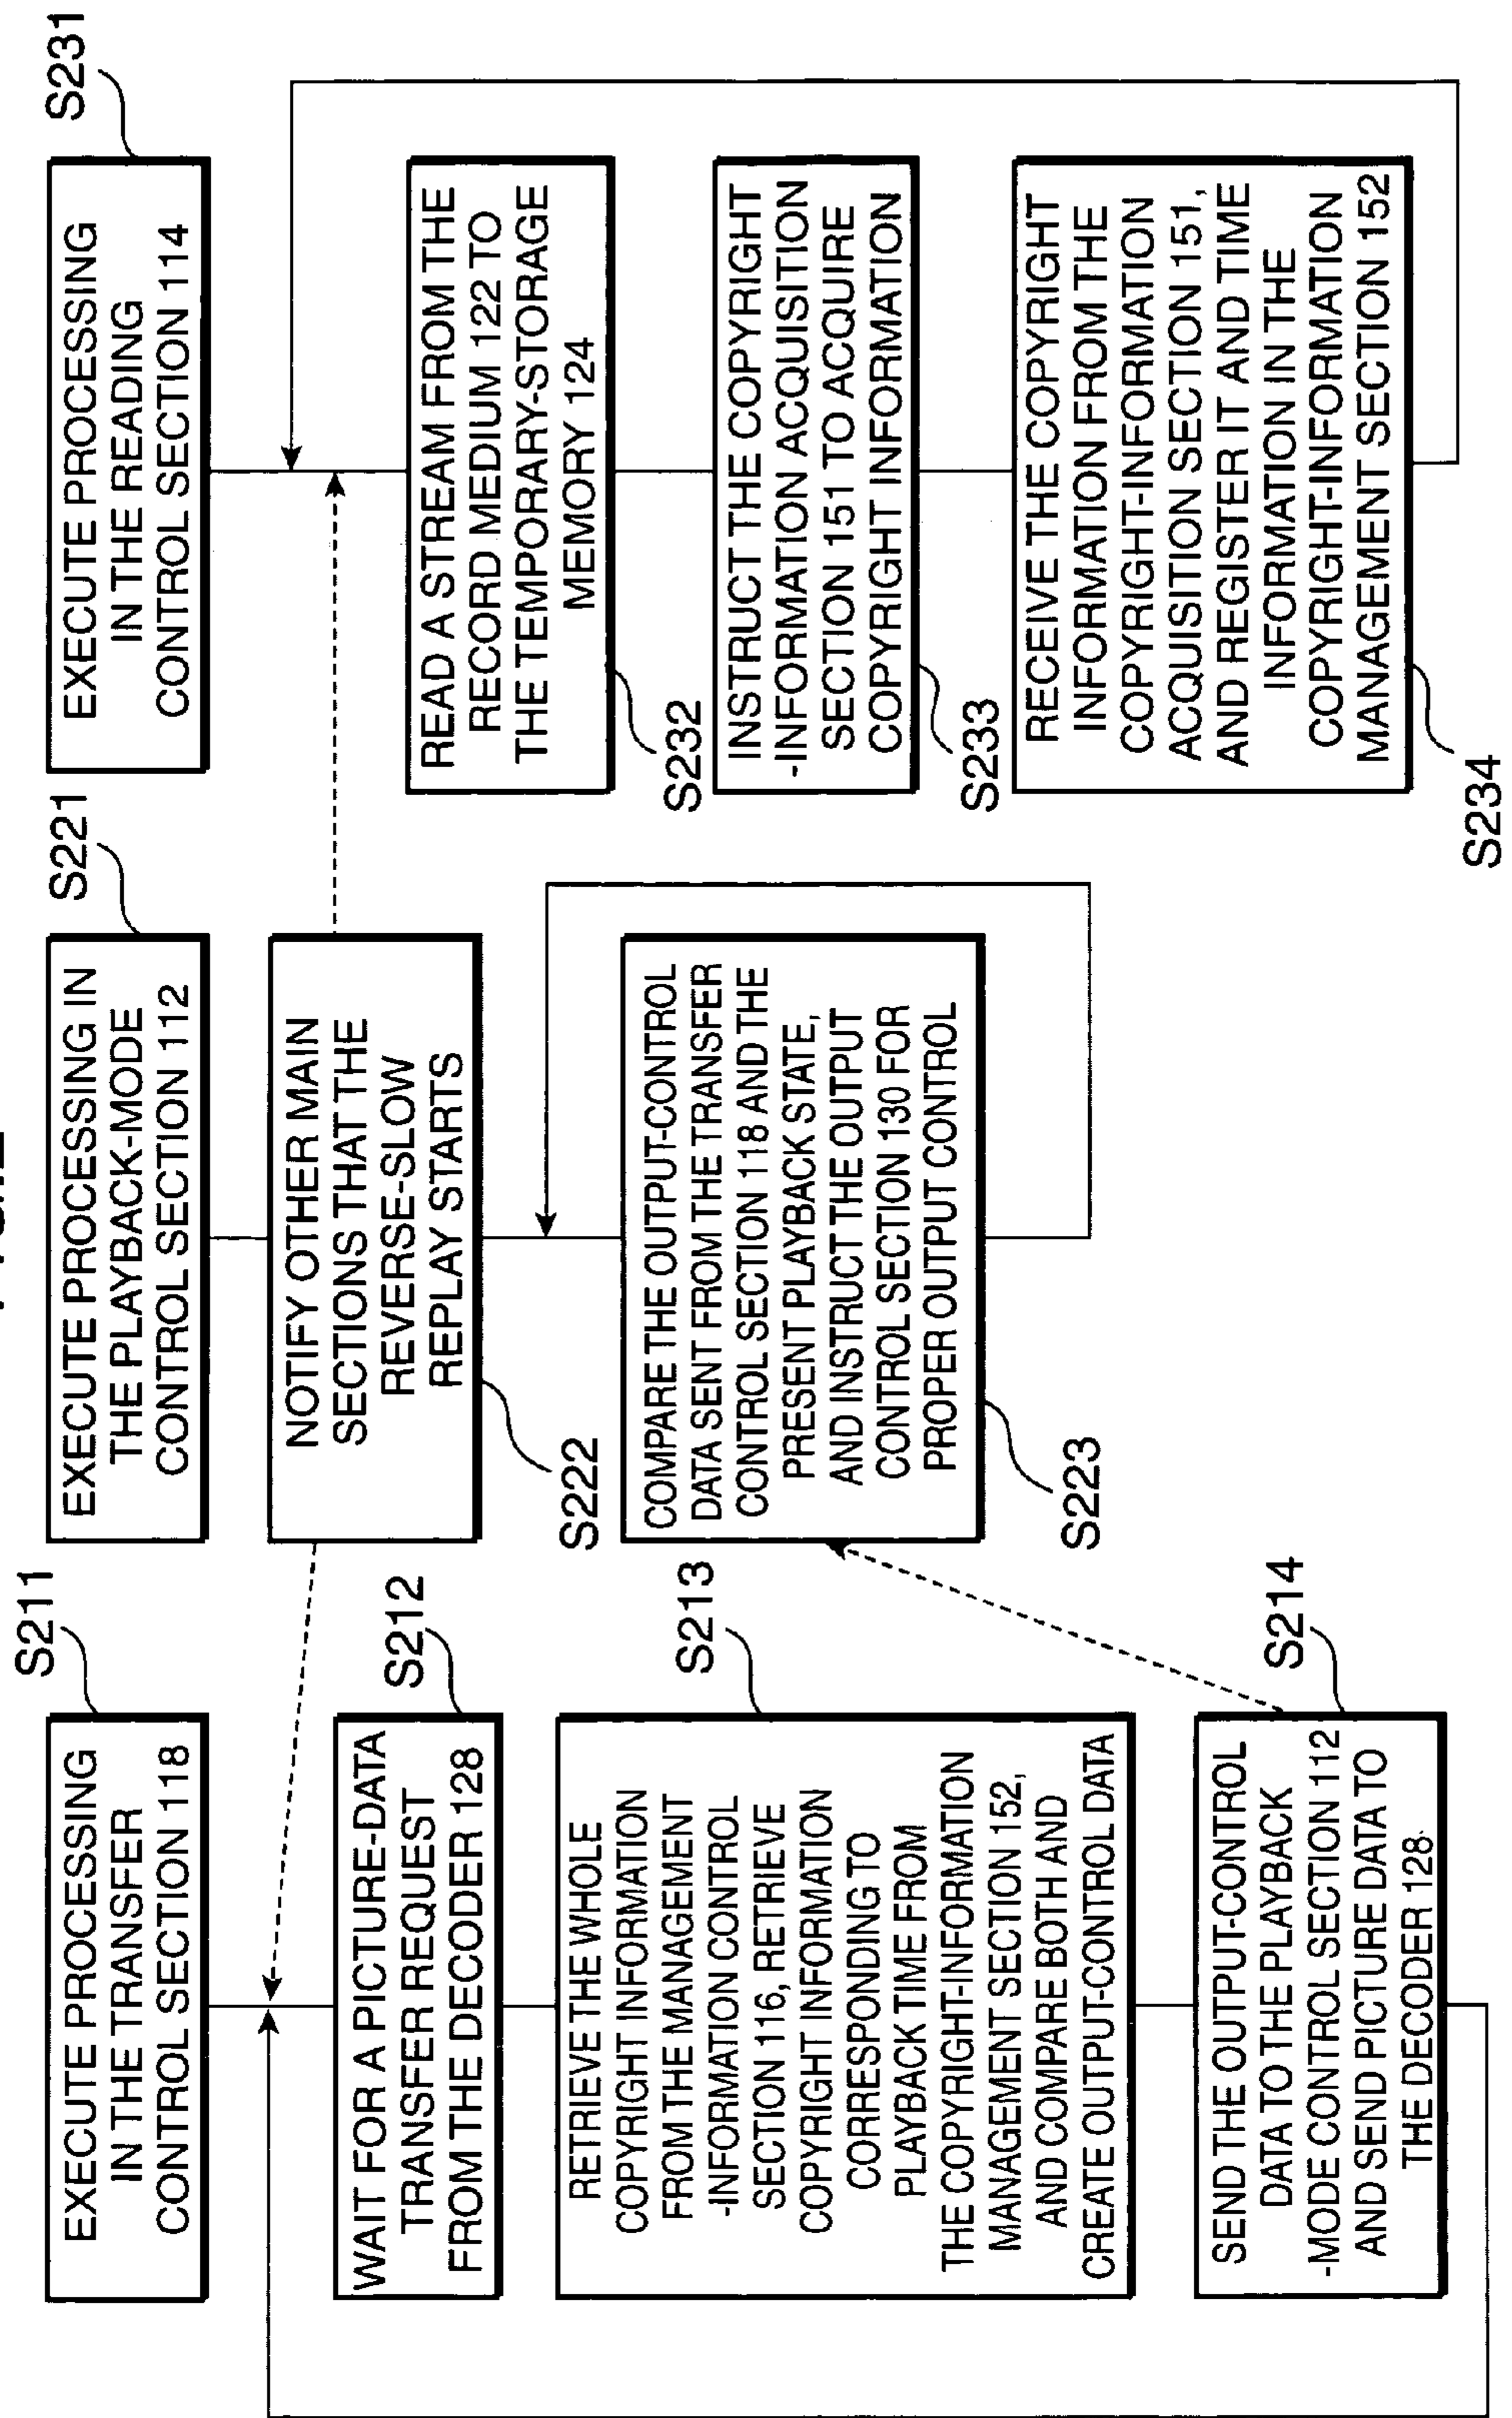 S211
EXECUTE PROCESSING
IN THE TRANSFER
CONTROL SECTION 118
S212
WAIT FOR A PICTURE-DATA
TRANSFER REQUEST
FROM THE DECODER 128
S213
RETRIEVE THE WHOLE
COPYRIGHT INFORMATION
FROM THE MANAGEMENT
-INFORMATION CONTROL
SECTION 116, RETRIEVE
COPYRIGHT INFORMATION
CORRESPONDING TO
PLAYBACK TIME FROM
THE COPYRIGHT-INFORMATION
MANAGEMENT SECTION 152,
AND COMPARE BOTH AND
CREATE OUTPUT-CONTROL DATA
S214
SEND THE OUTPUT-CONTROL
DATA TO THE PLAYBACK
-MODE CONTROL SECTION 112
AND SEND PICTURE DATA TO
THE DECODER 128
S221
EXECUTE PROCESSING IN
THE PLAYBACK-MODE
CONTROL SECTION 112
NOTIFY OTHER MAIN
SECTIONS THAT THE
REVERSE-SLOW
REPLAY STARTS
S222
COMPARE THE OUTPUT-CONTROL
DATA SENT FROM THE TRANSFER
CONTROL SECTION 118 AND THE
PRESENT PLAYBACK STATE,
AND INSTRUCT THE OUTPUT
CONTROL SECTION 130 FOR
PROPER OUTPUT CONTROL
S223
S231
EXECUTE PROCESSING
IN THE READING
CONTROL SECTION 114
READ A STREAM FROM THE
RECORD MEDIUM 122 TO
THE TEMPORARY-STORAGE
MEMORY 124
S232
INSTRUCT THE COPYRIGHT
-INFORMATION ACQUISITION
SECTION 151 TO ACQUIRE
COPYRIGHT INFORMATION
S233
RECEIVE THE COPYRIGHT
INFORMATION FROM THE
COPYRIGHT-INFORMATION
ACQUISITION SECTION 151,
AND REGISTER IT AND TIME
INFORMATION IN THE
COPYRIGHT-INFORMATION
MANAGEMENT SECTION 152
S234